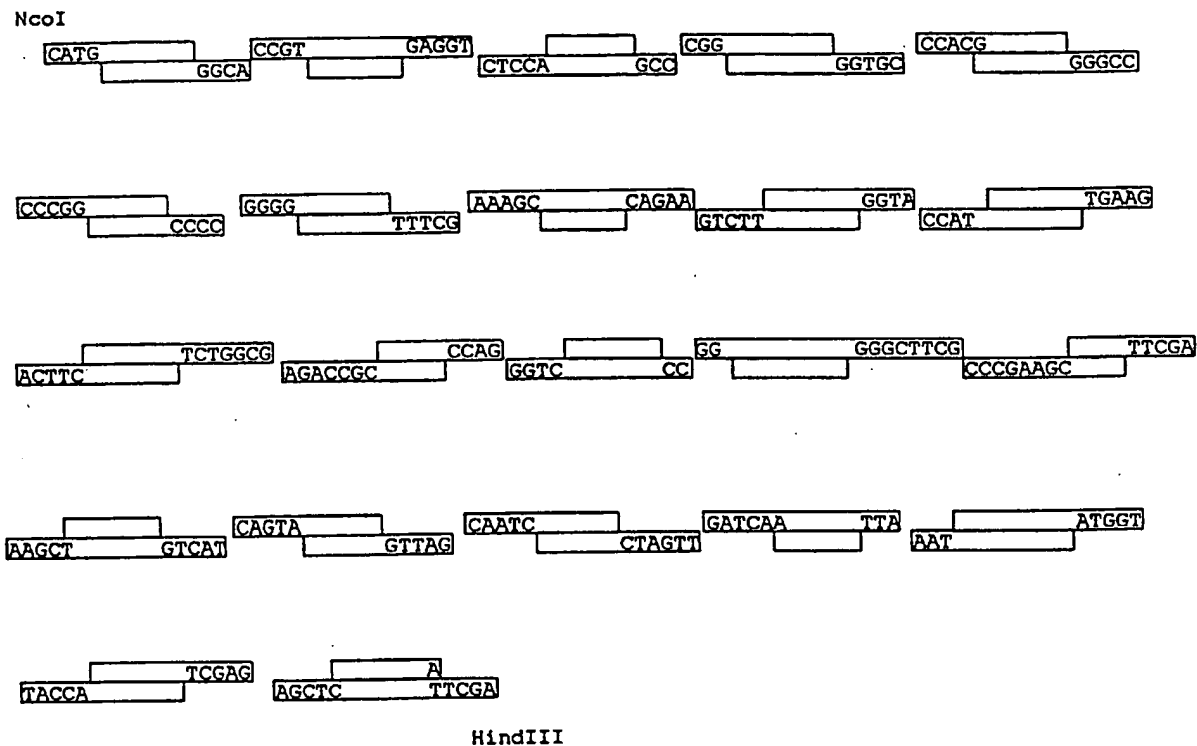 NcoI
CATG CCGT GAGGT CGG CCACG
GGCA CTCCA GCC GGTGC GGGCC
CCCGG GGGG AAAGC CAGAA GGTA TGAAG
CCCC TTTCG GTCTT CCAT
TCTGGCG CCAG GG GGGCTTCG TTCGA
ACTTC AGACCGC GGTC CC CCCGAAGC
CAGTA CAATC GATCAA TTA ATGGT
AAGCT GTCAT GTTAG CTAGTT AAT
TCGAG A
TACCA AGCTC TTCGA
HindIII